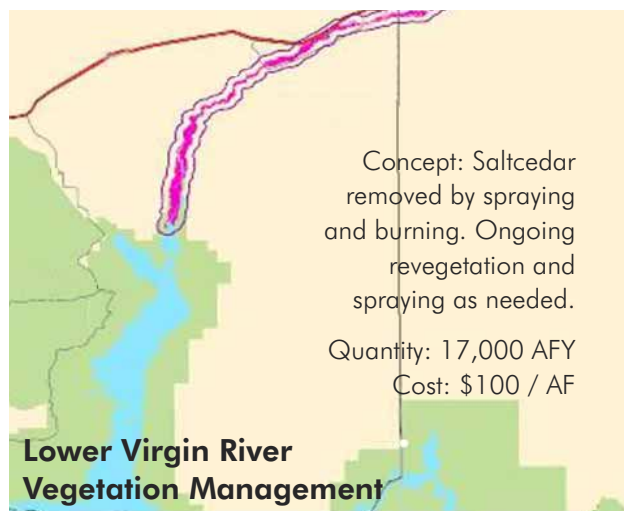 Concept: Saltcedar
removed by spraying
and burning. Ongoing
revegetation and
spraying as needed.
Quantity: 17,000 AFY
Cost: $100 / AF
Lower Virgin River
Vegetation Management